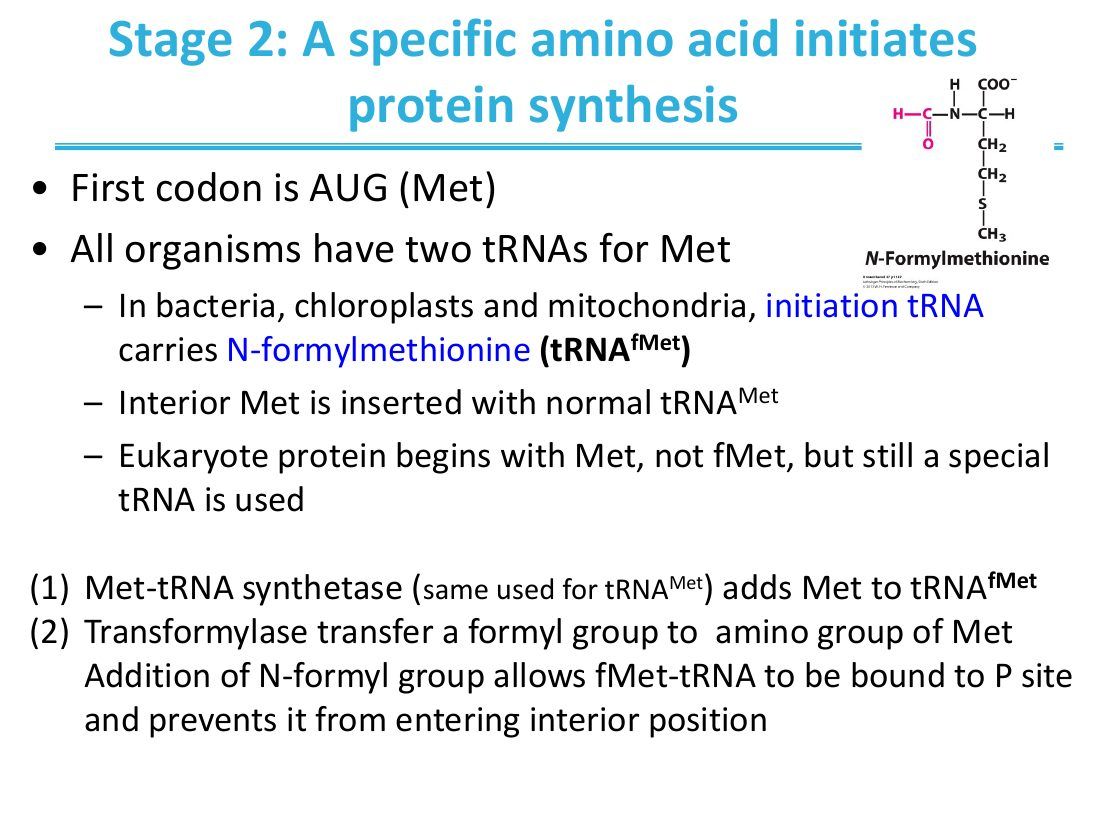 Stage 2: A specific amino acid initiates
protein synthesis
H COO⁻
H—C—N—C—H
O CH₂
CH₂
S
CH₃
N-Formylmethionine
• First codon is AUG (Met)
• All organisms have two tRNAs for Met
– In bacteria, chloroplasts and mitochondria, initiation tRNA
carries N-formylmethionine (tRNAᶠᴹᵉᵗ)
– Interior Met is inserted with normal tRNAᴹᵉᵗ
– Eukaryote protein begins with Met, not fMet, but still a special
tRNA is used
(1) Met-tRNA synthetase (same used for tRNAᴹᵉᵗ) adds Met to tRNAᶠᴹᵉᵗ
(2) Transformylase transfer a formyl group to amino group of Met
Addition of N-formyl group allows fMet-tRNA to be bound to P site
and prevents it from entering interior position